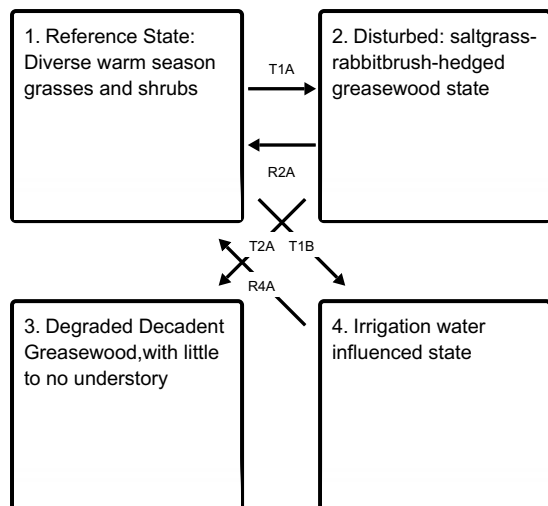 1. Reference State:
Diverse warm season
grasses and shrubs
T1A
2. Disturbed: saltgrass-
rabbitbrush-hedged
greasewood state
R2A
T2A
T1B
R4A
3. Degraded Decadent
Greasewood,with little
to no understory
4. Irrigation water
influenced state